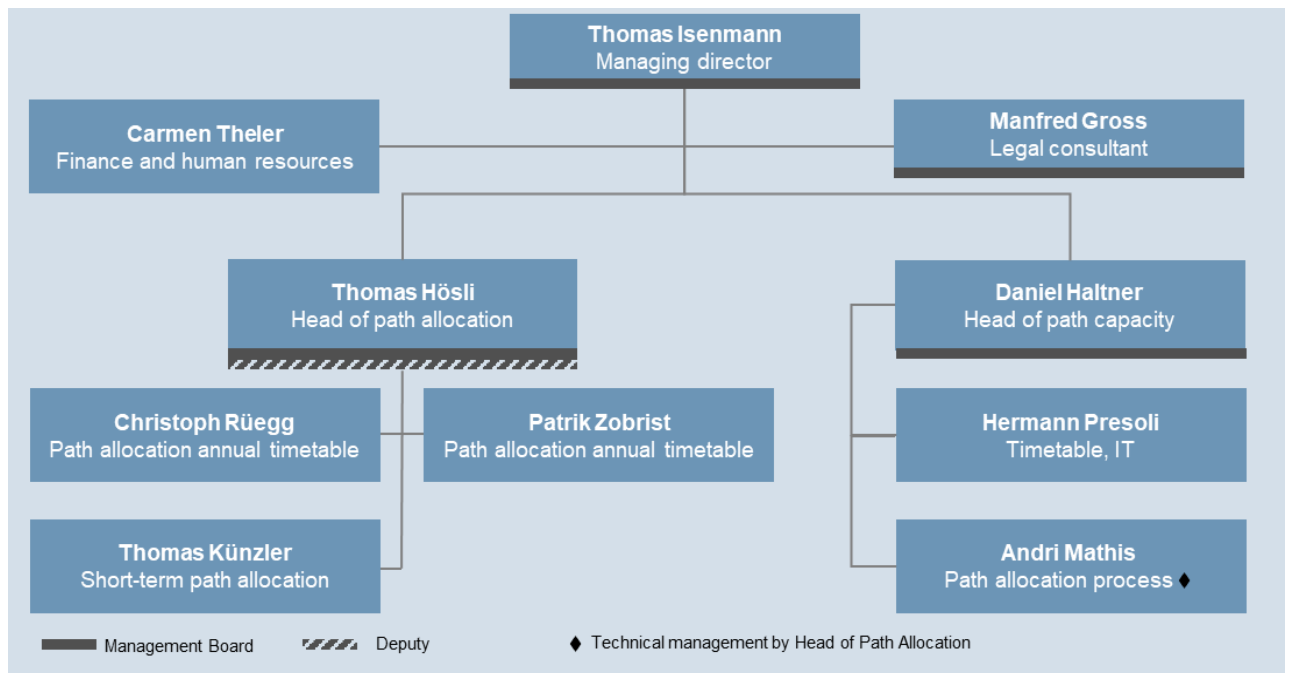 Thomas Isenmann
Managing director
Carmen Theler
Finance and human resources
Manfred Gross
Legal consultant
Thomas Hösli
Head of path allocation
Daniel Haltner
Head of path capacity
Christoph Rüegg
Path allocation annual timetable
Patrik Zobrist
Path allocation annual timetable
Hermann Presoli
Timetable, IT
Thomas Künzler
Short-term path allocation
Andri Mathis
Path allocation process ♦
Management Board
Deputy
♦ Technical management by Head of Path Allocation